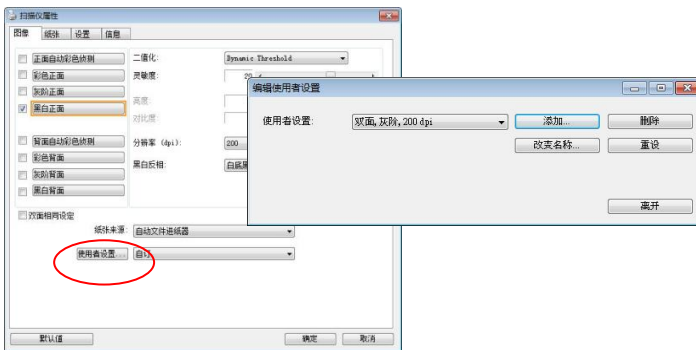 扫描仪属性
图像 纸张 设置 信息
正面自动彩色侦测
彩色正面
灰阶正面
黑白正面
背面自动彩色侦测
彩色背面
灰阶背面
黑白背面
二值化: Dynamic Threshold
灵敏度: 20
亮度:
对比度:
分辨率 (dpi): 200
黑白反相: 白底黑
双面相同设定
纸张来源: 自动文件进纸器
使用者设置... 自订
默认值 确定 取消
编辑使用者设置
使用者设置: 双面, 灰阶, 200 dpi 添加... 删除
改变名称... 重设
离开